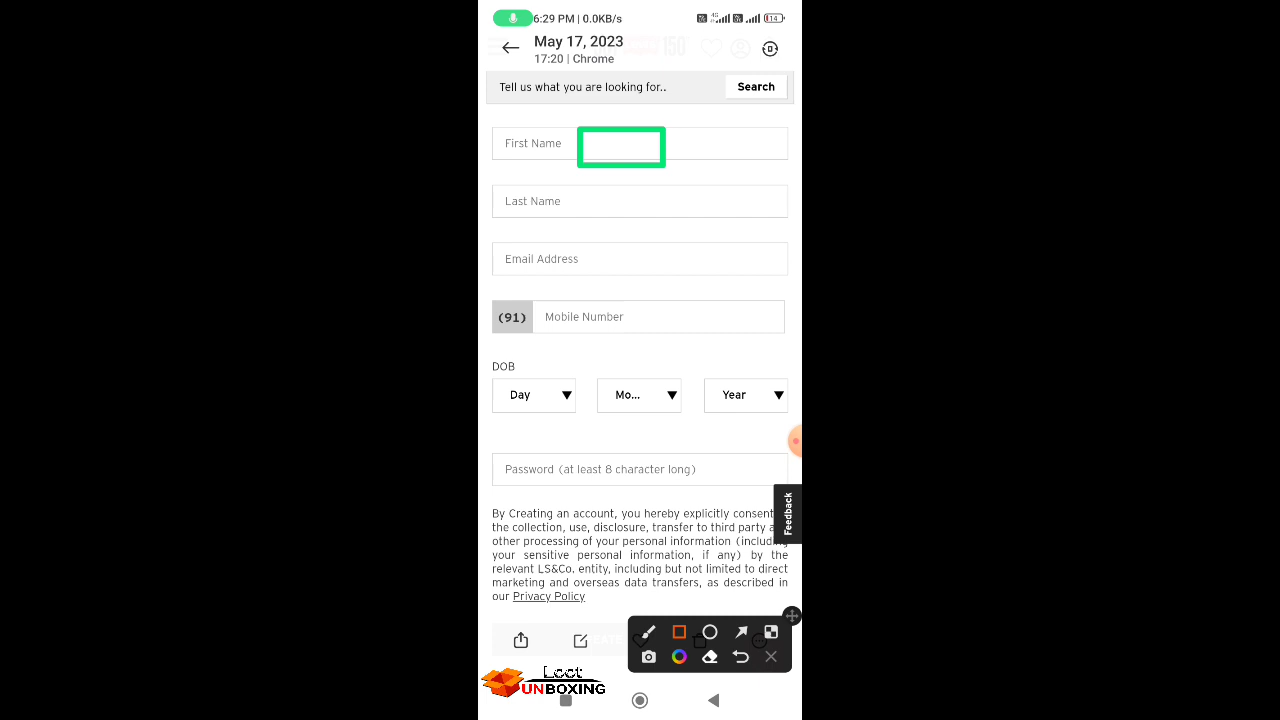 6:29 PM | 0.0KB/s
14
May 17, 2023
17:20 | Chrome
150
Tell us what you are looking for..
Search
First Name
Last Name
Email Address
(91)
Mobile Number
DOB
Day
Mo...
Year
Password (at least 8 character long)
Feedback
By Creating an account, you hereby explicitly consent
the collection, use, disclosure, transfer to third party
other processing of your personal information (includin
your sensitive personal information, if any) by the
relevant LS&Co. entity, including but not limited to direct
marketing and overseas data transfers, as described in
our Privacy Policy
Loot
UNBOXING